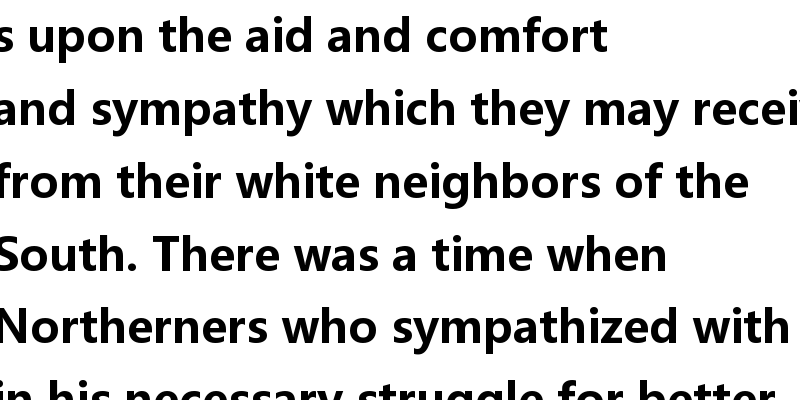 s upon the aid and comfort
and sympathy which they may recei
from their white neighbors of the
South. There was a time when
Northerners who sympathized with
in his necessary struggle for better